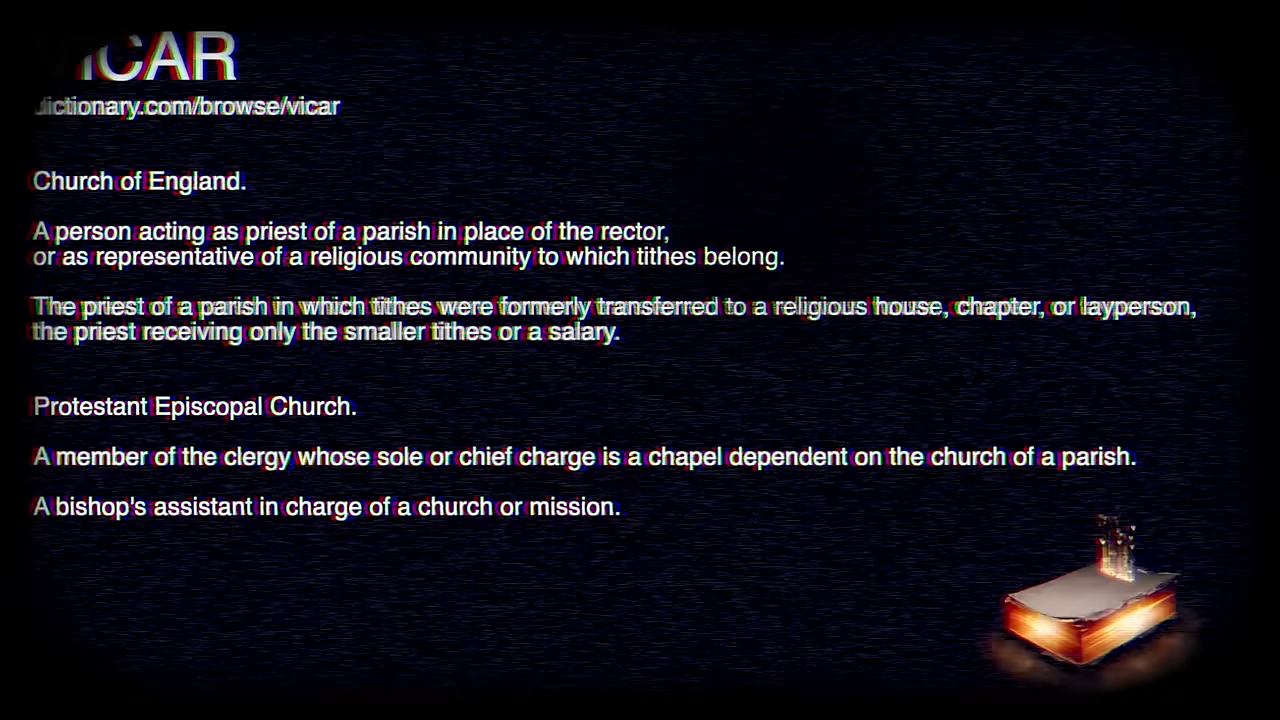 VICAR
dictionary.com/browse/vicar
Church of England.
A person acting as priest of a parish in place of the rector,
or as representative of a religious community to which tithes belong.
The priest of a parish in which tithes were formerly transferred to a religious house, chapter, or layperson,
the priest receiving only the smaller tithes or a salary.
Protestant Episcopal Church.
A member of the clergy whose sole or chief charge is a chapel dependent on the church of a parish.
A bishop's assistant in charge of a church or mission.